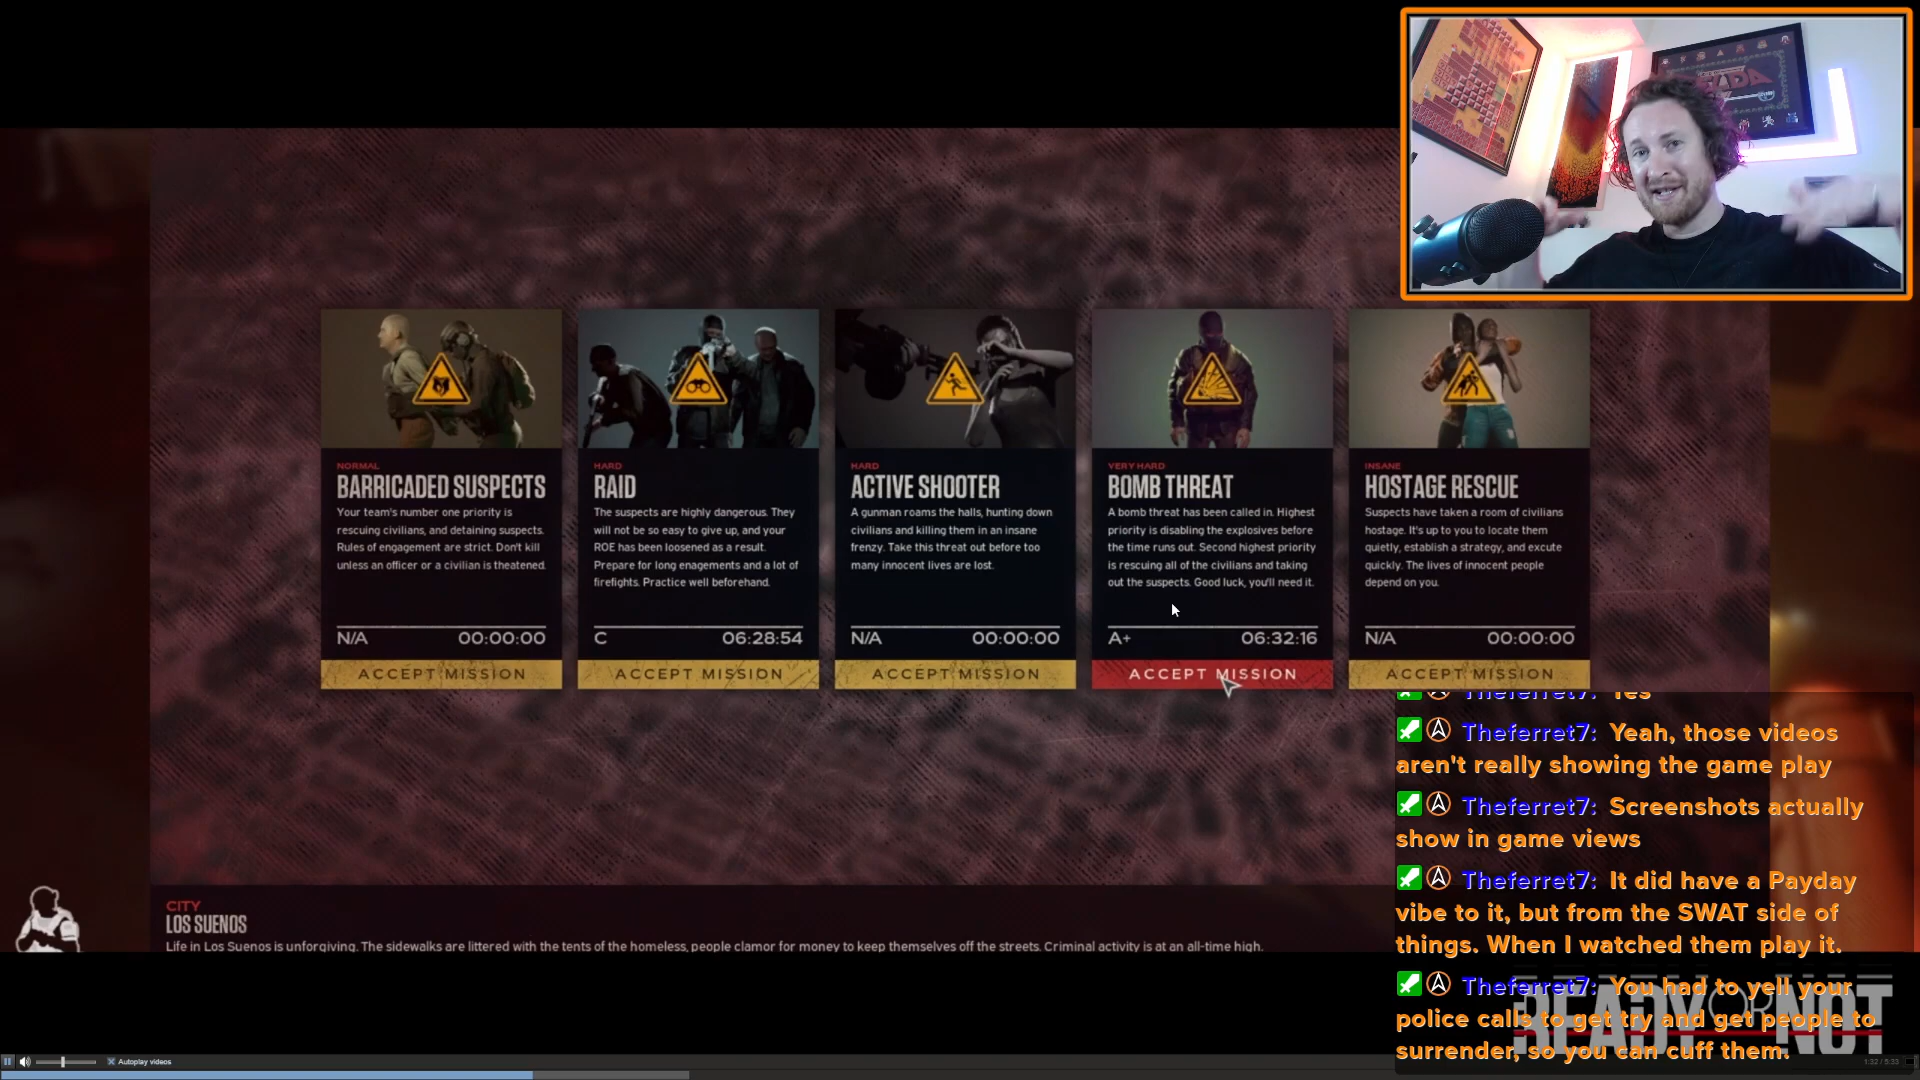 NORMAL
BARRICADED SUSPECTS
Your team's number one priority is
rescuing civilians, and detaining suspects.
Rules of engagement are strict. Don't kill
unless an officer or a civilian is theatened.
N/A 00:00:00
ACCEPT MISSION
HARD
RAID
The suspects are highly dangerous. They
will not be so easy to give up, and your
ROE has been loosened as a result.
Prepare for long enagements and a lot of
firefights. Practice well beforehand.
C 06:28:54
ACCEPT MISSION
HARD
ACTIVE SHOOTER
A gunman roams the halls, hunting down
civilians and killing them in an insane
frenzy. Take this threat out before too
many innocent lives are lost.
N/A 00:00:00
ACCEPT MISSION
VERY HARD
BOMB THREAT
A bomb threat has been called in. Highest
priority is disabling the explosives before
the time runs out. Second highest priority
is rescuing all of the civilians and taking
out the suspects. Good luck, you'll need it.
A+ 06:32:16
ACCEPT MISSION
INSANE
HOSTAGE RESCUE
Suspects have taken a room of civilians
hostage. It's up to you to locate them
quietly, establish a strategy, and excute
quickly. The lives of innocent people
depend on you.
N/A 00:00:00
ACCEPT MISSION
Theferret7: Yes
Theferret7: Yeah, those videos
aren't really showing the game play
Theferret7: Screenshots actually
show in game views
Theferret7: It did have a Payday
vibe to it, but from the SWAT side of
things. When I watched them play it.
Theferret7: You had to yell your
police calls to get try and get people to
surrender, so you can cuff them.
CITY
LOS SUENOS
Life in Los Suenos is unforgiving. The sidewalks are littered with the tents of the homeless, people clamor for money to keep themselves off the streets. Criminal activity is at an all-time high.
READY OR NOT
Autoplay videos
1:32 / 5:33